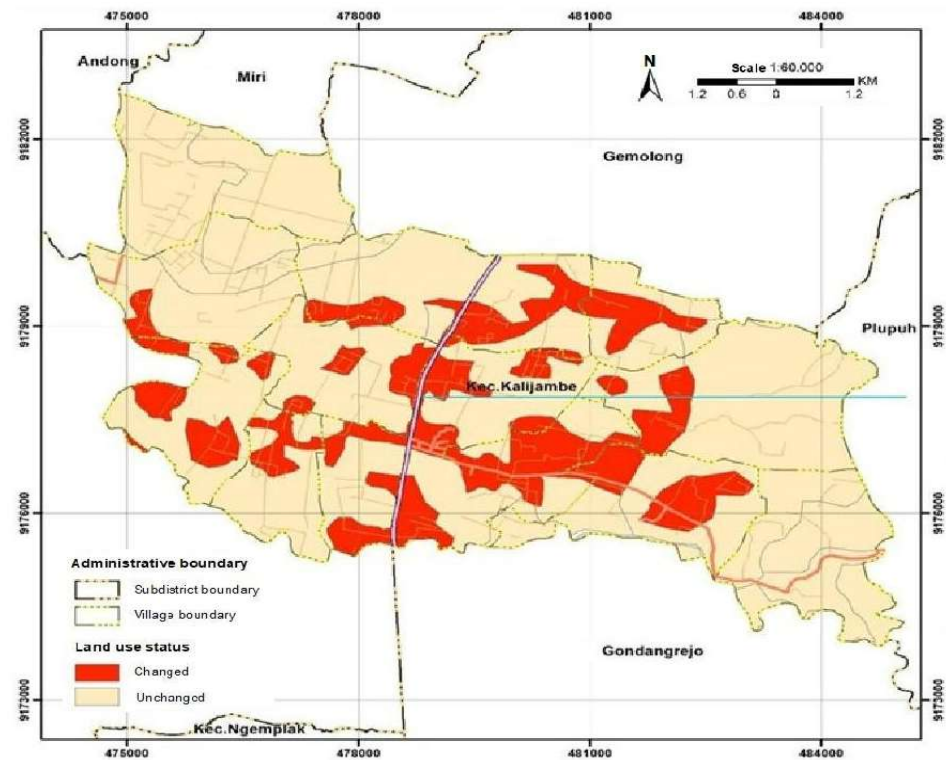 475000 478000 481000 484000
Andong
Miri
N
Scale 1:60.000
KM
1.2 0.6 0 1.2
9182000 9182000
Gemolong
9179000 9179000
Plupuh
Kec.Kalijambe
9176000 9176000
Administrative boundary
Subdistrict boundary
Village boundary
Land use status
Changed
Unchanged
Gondangrejo
9173000 9173000
Kec.Ngemplak
475000 478000 481000 484000